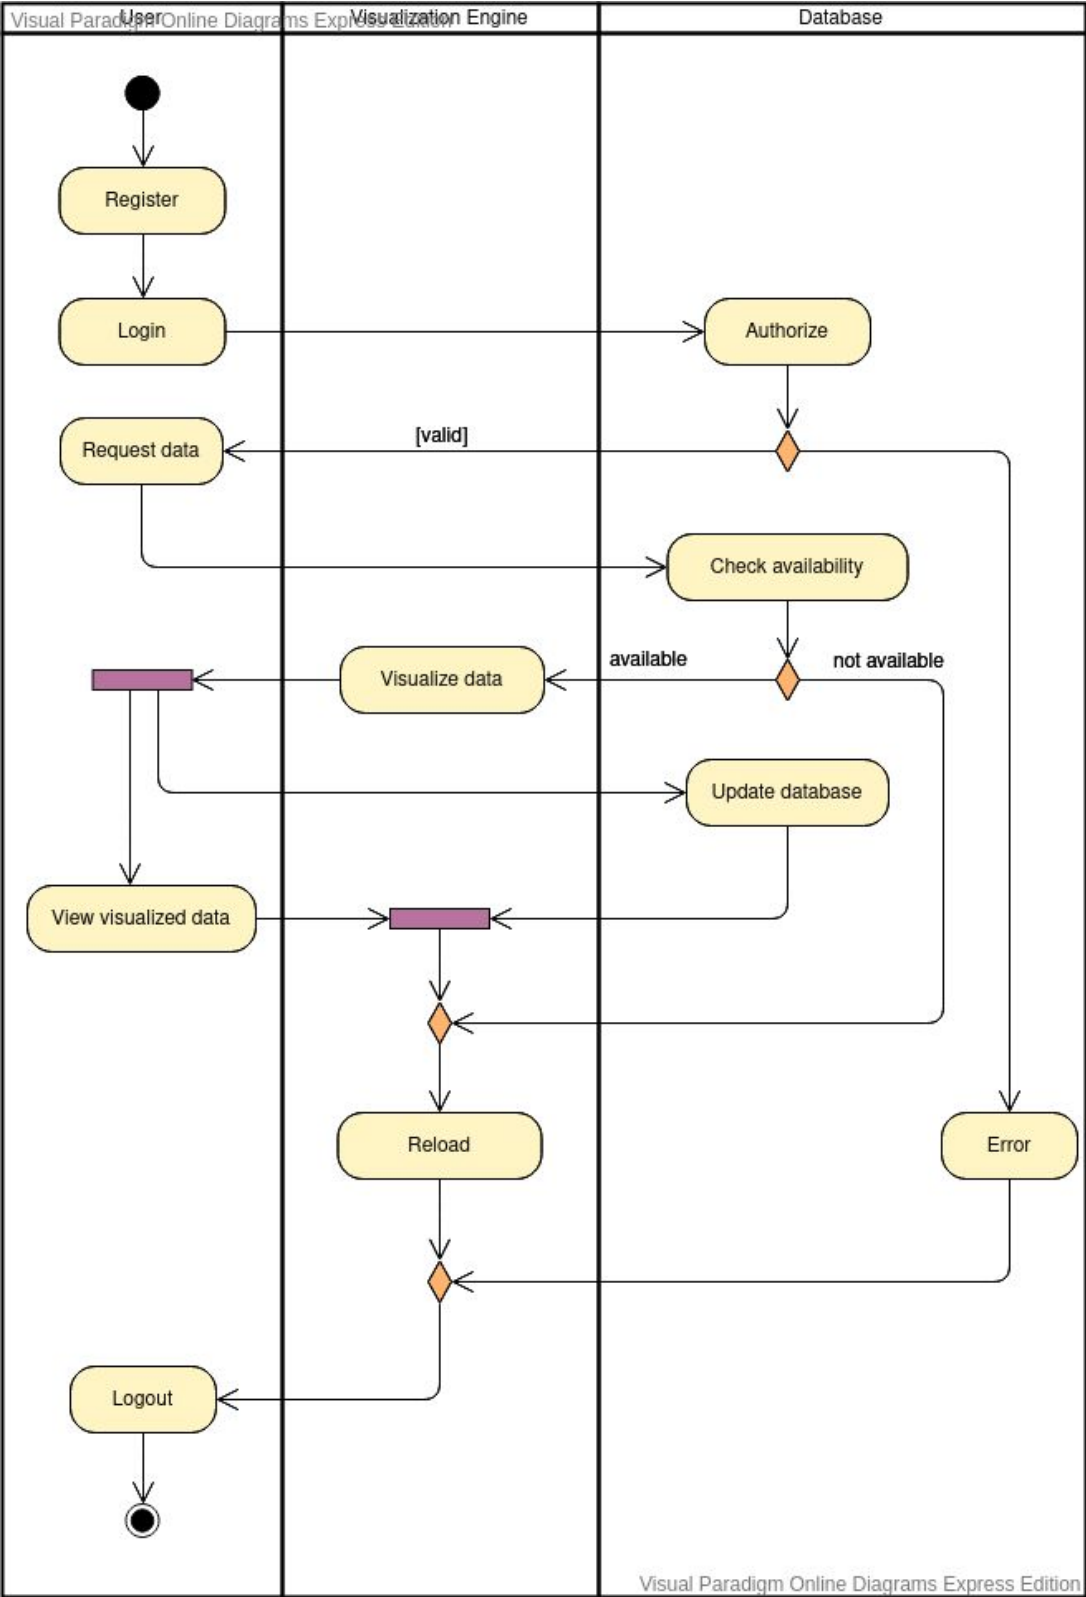 Visual Paradigm Online Diagrams Express Edition
User
Visualization Engine
Database
Register
Login
Authorize
Request data
[valid]
Check availability
Visualize data
available
not available
Update database
View visualized data
Reload
Error
Logout
Visual Paradigm Online Diagrams Express Edition